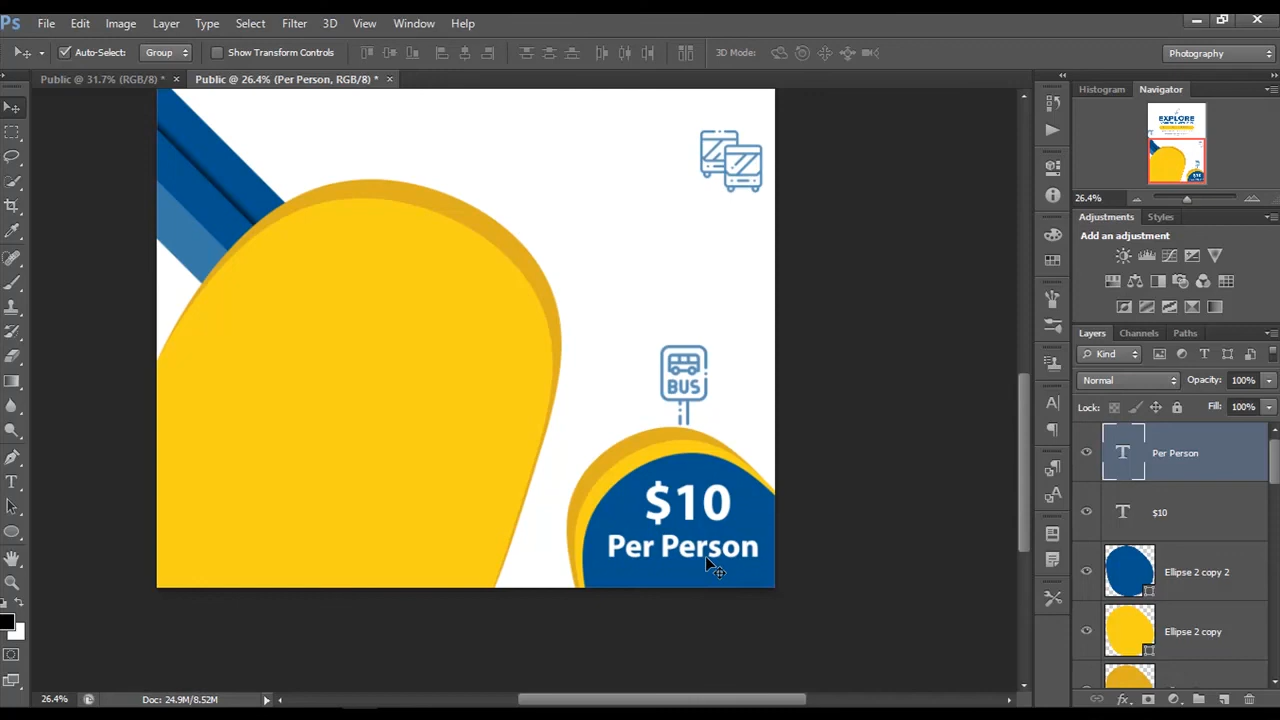 Ps File Edit Image Layer Type Select Filter 3D View Window Help
Auto-Select: Group Show Transform Controls 3D Mode: Photography
Public @ 31.7% (RGB/8) * × Public @ 26.4% (Per Person, RGB/8) * ×
Histogram Navigator
EXPLORE
26.4%
Adjustments Styles
Add an adjustment
Layers Channels Paths
Kind
Normal Opacity: 100%
Lock: Fill: 100%
Per Person
$10
Ellipse 2 copy 2
Ellipse 2 copy
BUS
$10
Per Person
26.4% Doc: 24.9M/8.52M